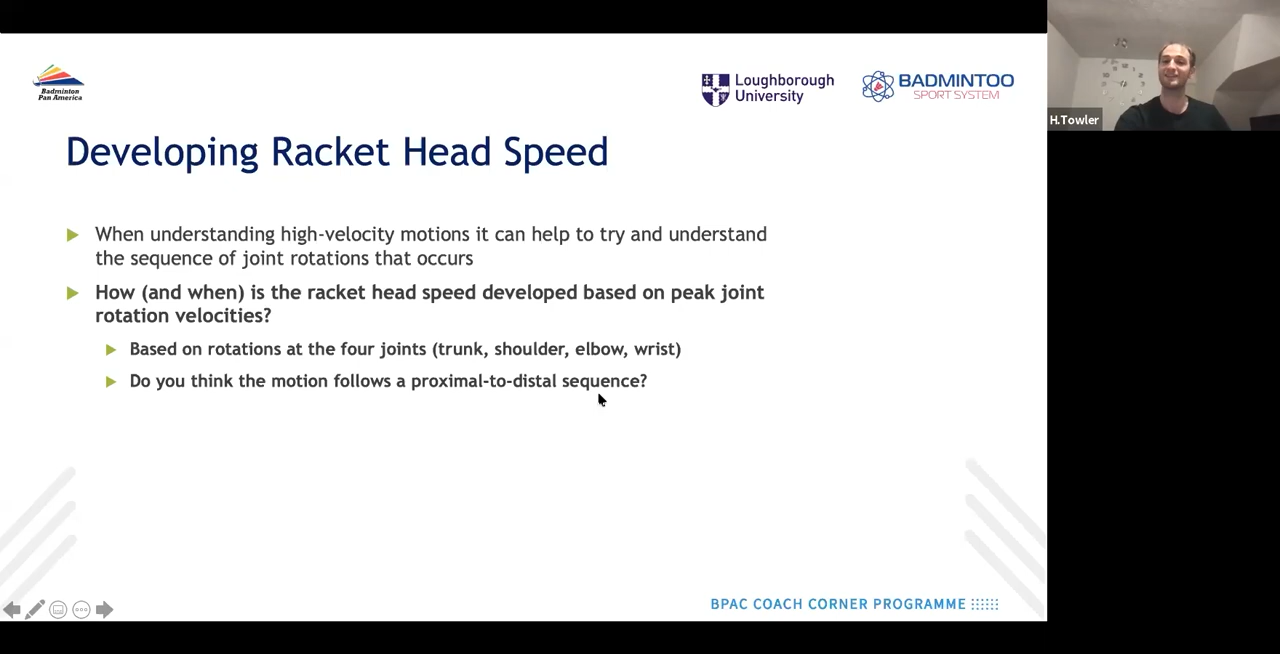 Badminton
Pan America
Loughborough
University
BADMINTOO
SPORT SYSTEM
H.Towler
Developing Racket Head Speed
When understanding high-velocity motions it can help to try and understand
the sequence of joint rotations that occurs
How (and when) is the racket head speed developed based on peak joint
rotation velocities?
Based on rotations at the four joints (trunk, shoulder, elbow, wrist)
Do you think the motion follows a proximal-to-distal sequence?
BPAC COACH CORNER PROGRAMME